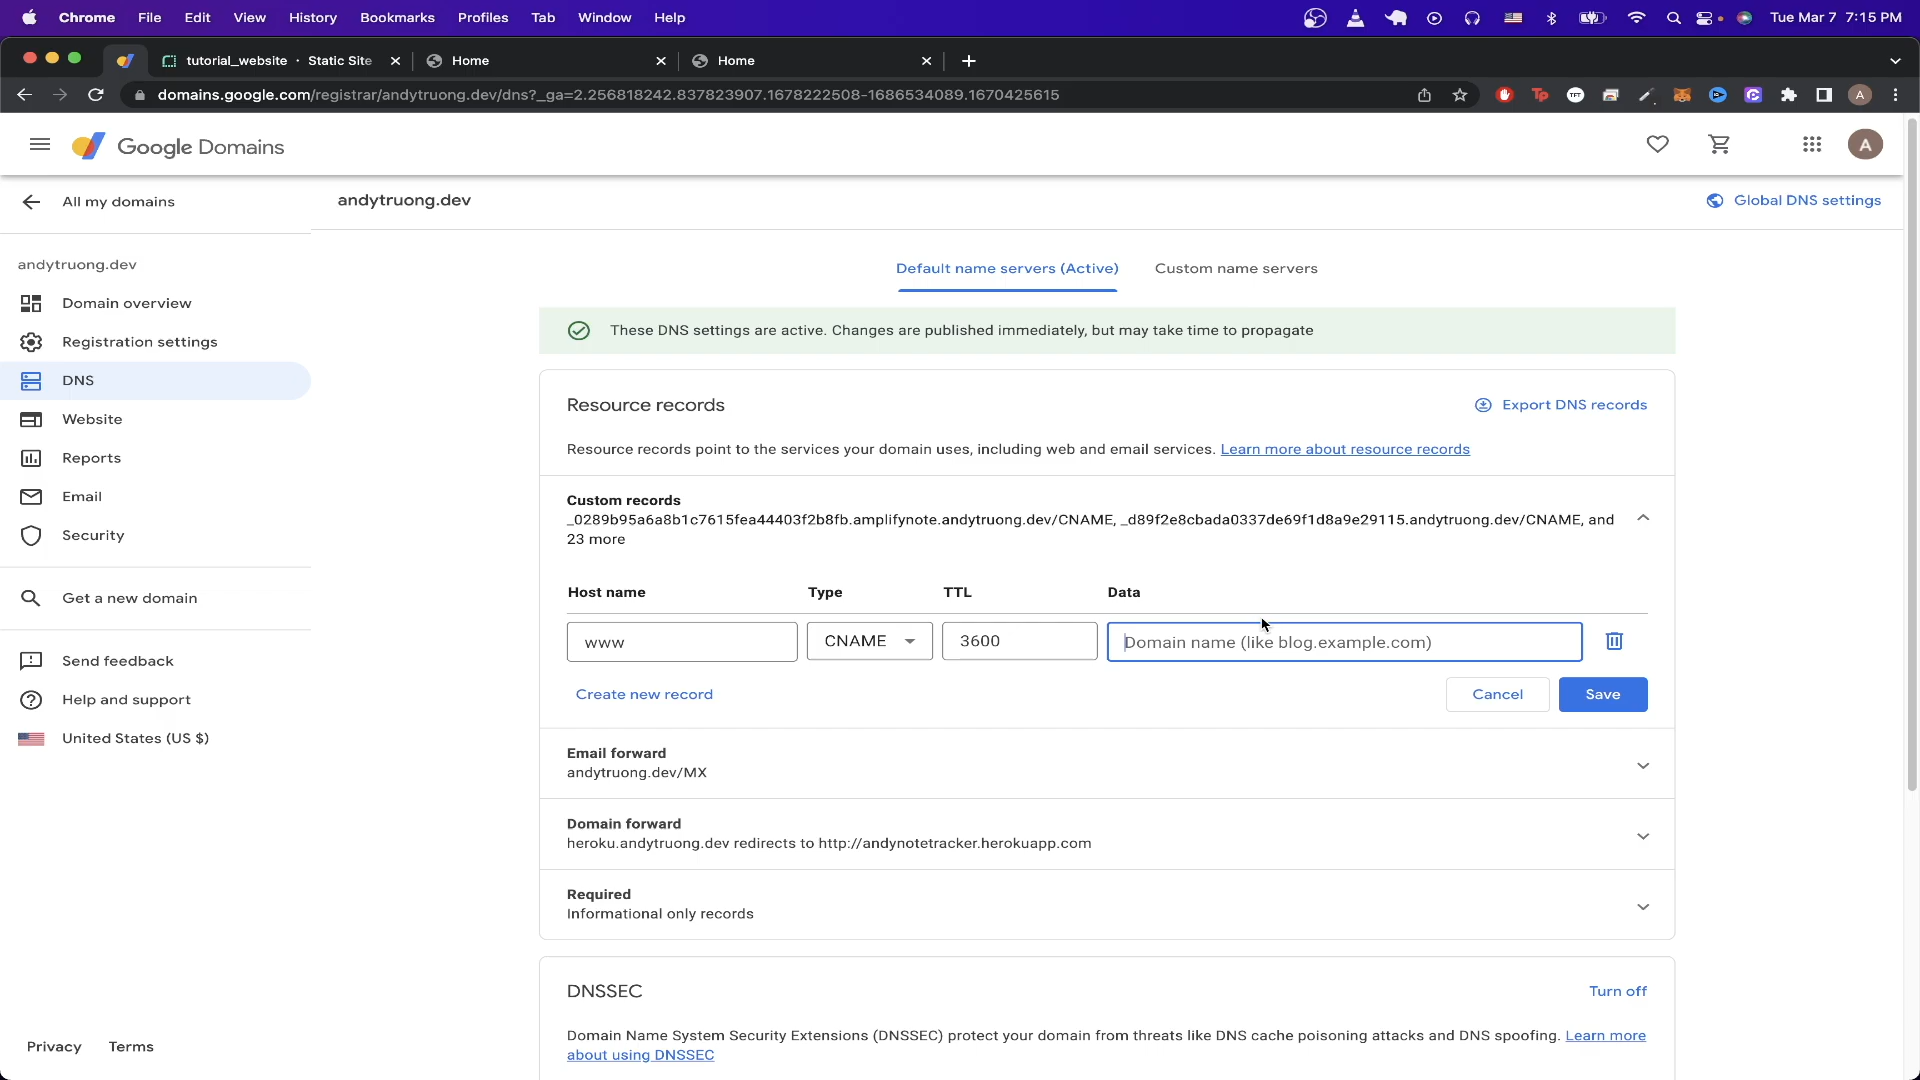 Chrome File Edit View History Bookmarks Profiles Tab Window Help Tue Mar 7 7:15 PM
tutorial_website · Static Site Home Home
domains.google.com/registrar/andytruong.dev/dns?_ga=2.256818242.837823907.1678222508-1686534089.1670425615
Google Domains
A
All my domains
andytruong.dev
Global DNS settings
andytruong.dev
Domain overview
Registration settings
DNS
Website
Reports
Email
Security
Get a new domain
Send feedback
Help and support
United States (US $)
Privacy Terms
Default name servers (Active) Custom name servers
These DNS settings are active. Changes are published immediately, but may take time to propagate
Resource records
Export DNS records
Resource records point to the services your domain uses, including web and email services. Learn more about resource records
Custom records
_0289b95a6a8b1c7615fea44403f2b8fb.amplifynote.andytruong.dev/CNAME, _d89f2e8cbada0337de69f1d8a9e29115.andytruong.dev/CNAME, and
23 more
Host name Type TTL Data
www CNAME 3600 Domain name (like blog.example.com)
Create new record Cancel Save
Email forward
andytruong.dev/MX
Domain forward
heroku.andytruong.dev redirects to http://andynotetracker.herokuapp.com
Required
Informational only records
DNSSEC
Turn off
Domain Name System Security Extensions (DNSSEC) protect your domain from threats like DNS cache poisoning attacks and DNS spoofing. Learn more
about using DNSSEC